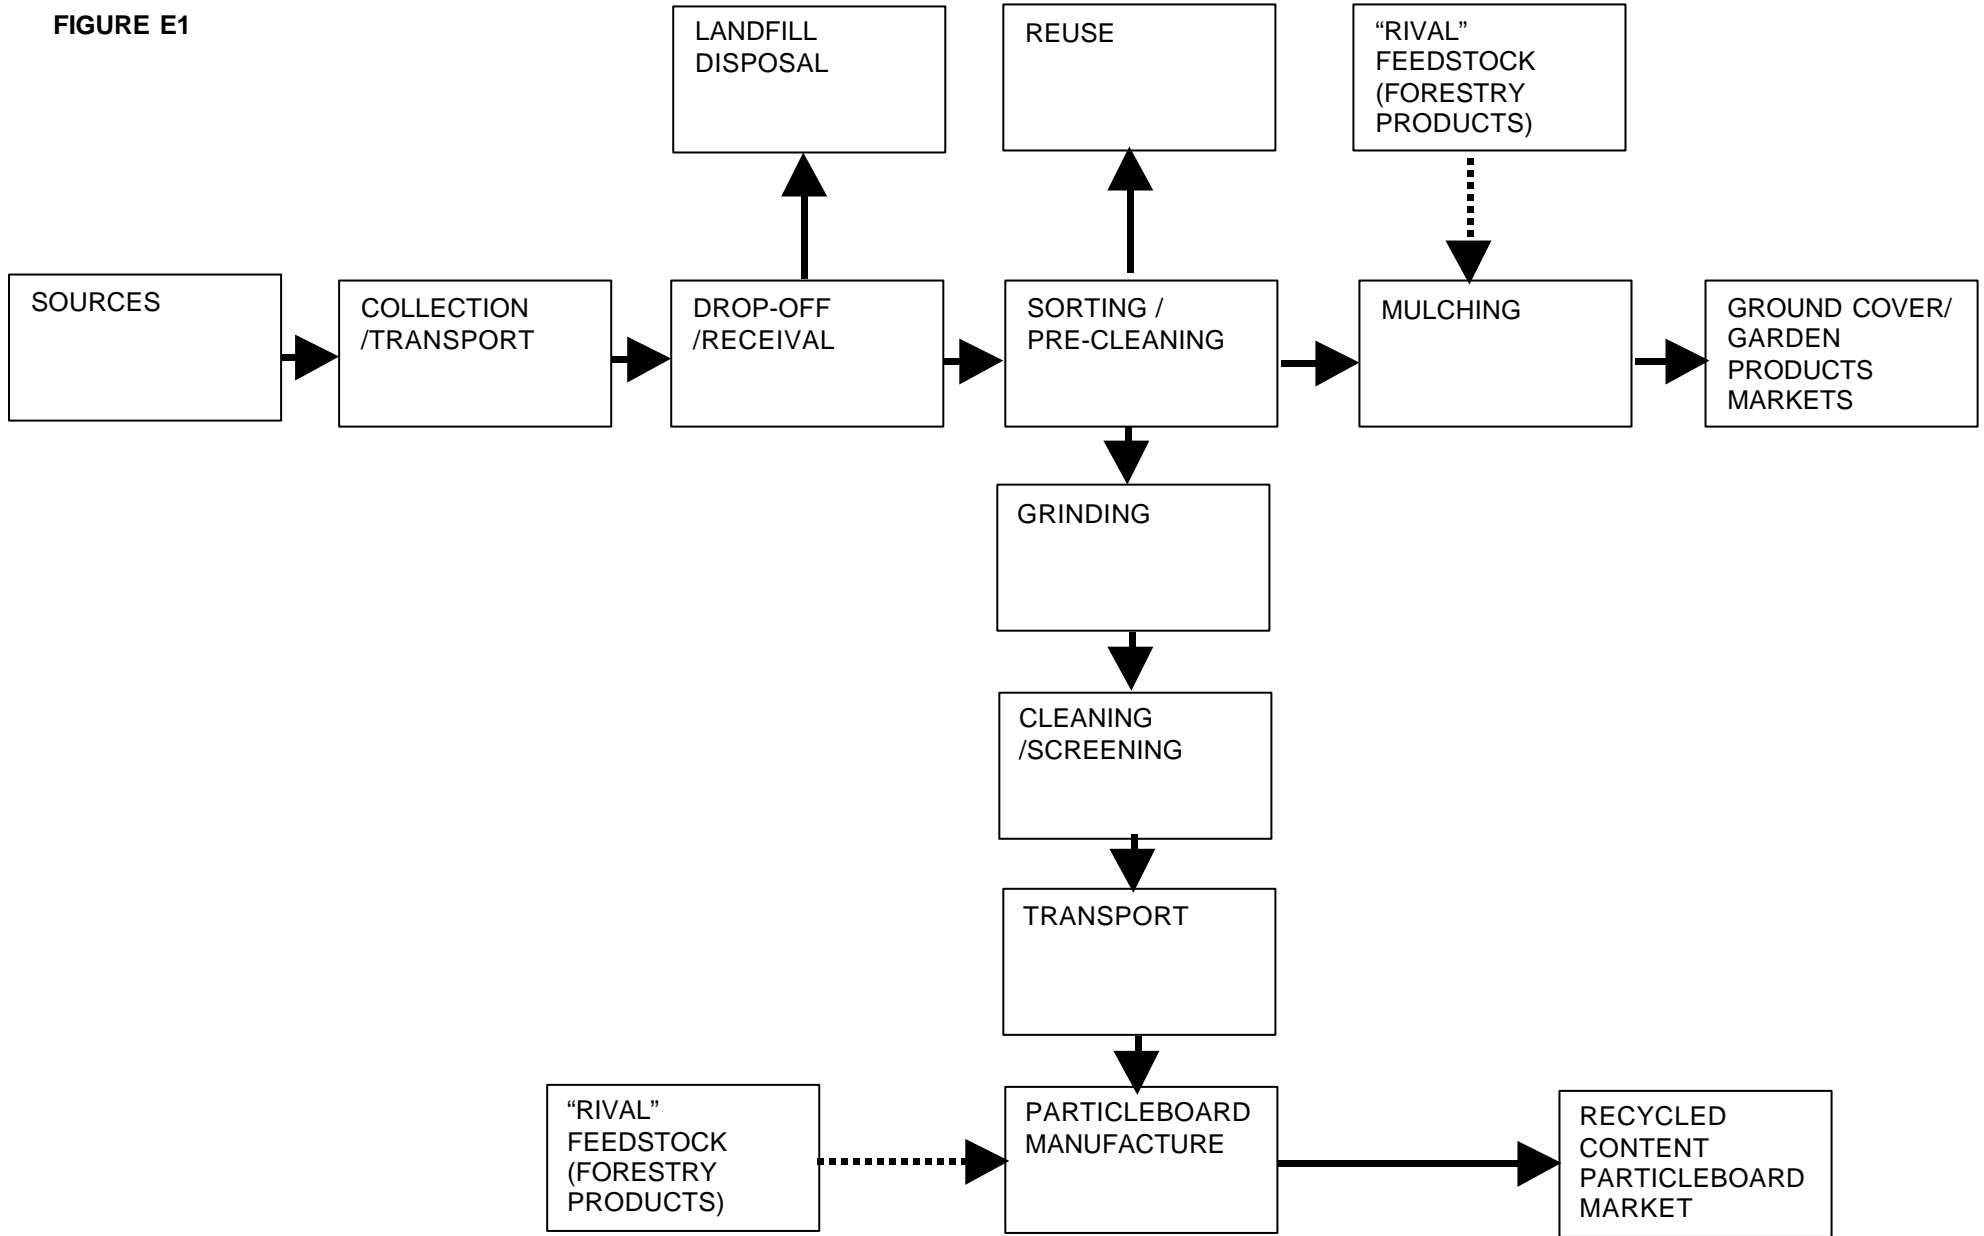 FIGURE E1
LANDFILL
DISPOSAL
REUSE
“RIVAL”
FEEDSTOCK
(FORESTRY
PRODUCTS)
SOURCES
COLLECTION
/TRANSPORT
DROP-OFF
/RECEIVAL
SORTING /
PRE-CLEANING
MULCHING
GROUND COVER/
GARDEN
PRODUCTS
MARKETS
GRINDING
CLEANING
/SCREENING
TRANSPORT
“RIVAL”
FEEDSTOCK
(FORESTRY
PRODUCTS)
PARTICLEBOARD
MANUFACTURE
RECYCLED
CONTENT
PARTICLEBOARD
MARKET